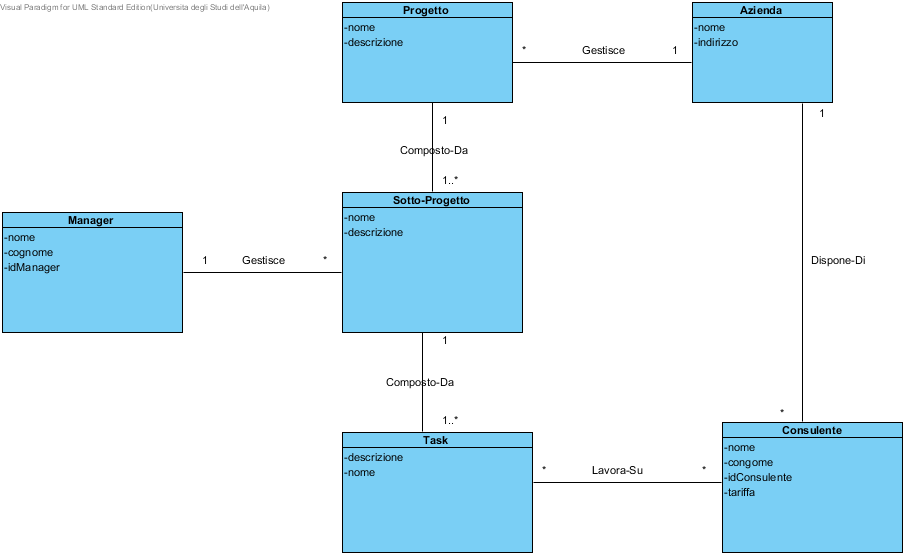 Visual Paradigm for UML Standard Edition(Universita degli Studi dell'Aquila)
Progetto
-nome
-descrizione
* Gestisce 1
Azienda
-nome
-indirizzo
1
Composto-Da
1..*
1
Dispone-Di
*
Manager
-nome
-cognome
-idManager
1 Gestisce *
Sotto-Progetto
-nome
-descrizione
1
Composto-Da
1..*
Task
-descrizione
-nome
* Lavora-Su *
Consulente
-nome
-congome
-idConsulente
-tariffa